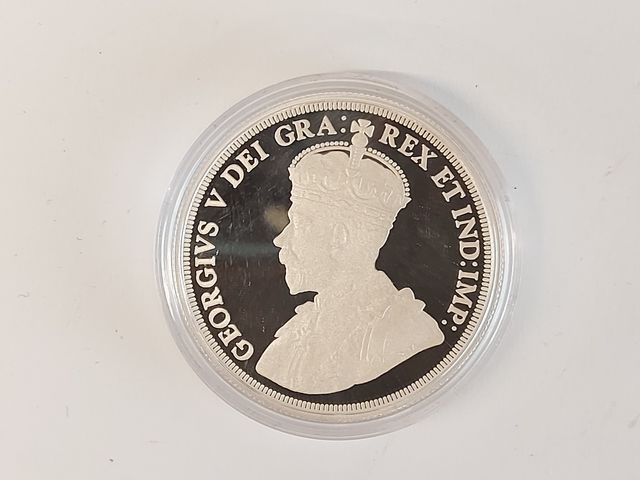 GEORGIVS V DEI GRA: REX ET IND: IMP: